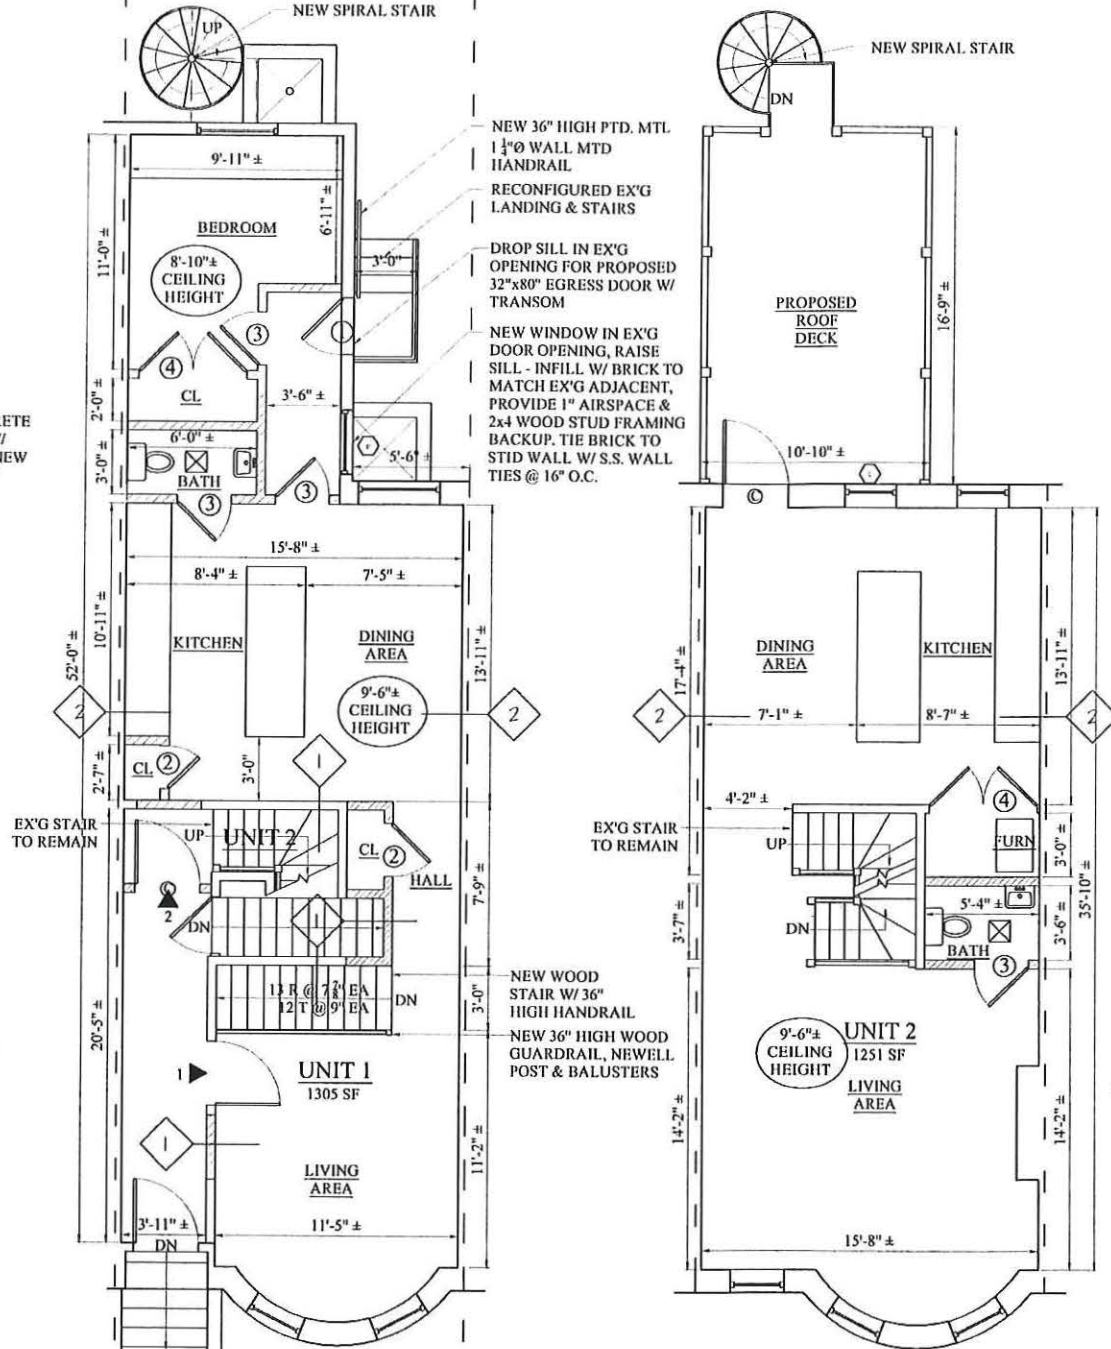 NEW SPIRAL STAIR
UP
9'-11" ±
6'-11" ±
11'-0" ±
BEDROOM
8'-10"±
CEILING
HEIGHT
3
4
CL
2'-0" ±
3'-6" ±
3'-0"
6'-0" ±
3'-0" ±
BATH
3
3
5'-6" ±
NEW 36" HIGH PTD. MTL
1 1/4"Ø WALL MTD
HANDRAIL
RECONFIGURED EX'G
LANDING & STAIRS
DROP SILL IN EX'G
OPENING FOR PROPOSED
32"x80" EGRESS DOOR W/
TRANSOM
NEW WINDOW IN EX'G
DOOR OPENING, RAISE
SILL - INFILL W/ BRICK TO
MATCH EX'G ADJACENT,
PROVIDE 1" AIRSPACE &
2x4 WOOD STUD FRAMING
BACKUP. TIE BRICK TO
STID WALL W/ S.S. WALL
TIES @ 16" O.C.
ETE
/
NEW
15'-8" ±
8'-4" ±
7'-5" ±
52'-0" ±
10'-11" ±
KITCHEN
DINING
AREA
9'-6"±
CEILING
HEIGHT
13'-11" ±
2
2
CL
2
2'-7" ±
3'-0"
1
EX'G STAIR
TO REMAIN
UP
UNIT 2
CL
2
HALL
7'-9" ±
2
DN
1
13 R @ 7 7/8" EA
12 T @ 9" EA
DN
3'-0" ±
NEW WOOD
STAIR W/ 36"
HIGH HANDRAIL
NEW 36" HIGH WOOD
GUARDRAIL, NEWELL
POST & BALUSTERS
20'-5" ±
1
UNIT 1
1305 SF
1
LIVING
AREA
11'-2" ±
3'-11" ±
11'-5" ±
DN
NEW SPIRAL STAIR
DN
PROPOSED
ROOF
DECK
16'-9" ±
10'-10" ±
C
DINING
AREA
KITCHEN
17'-4" ±
13'-11" ±
2
7'-1" ±
8'-7" ±
2
4'-2" ±
4
EX'G STAIR
TO REMAIN
UP
FURN
3'-0" ±
35'-10" ±
3'-7" ±
DN
5'-4" ±
BATH
3'-6" ±
3
9'-6"±
CEILING
HEIGHT
UNIT 2
1251 SF
LIVING
AREA
14'-2" ±
14'-2" ±
15'-8" ±